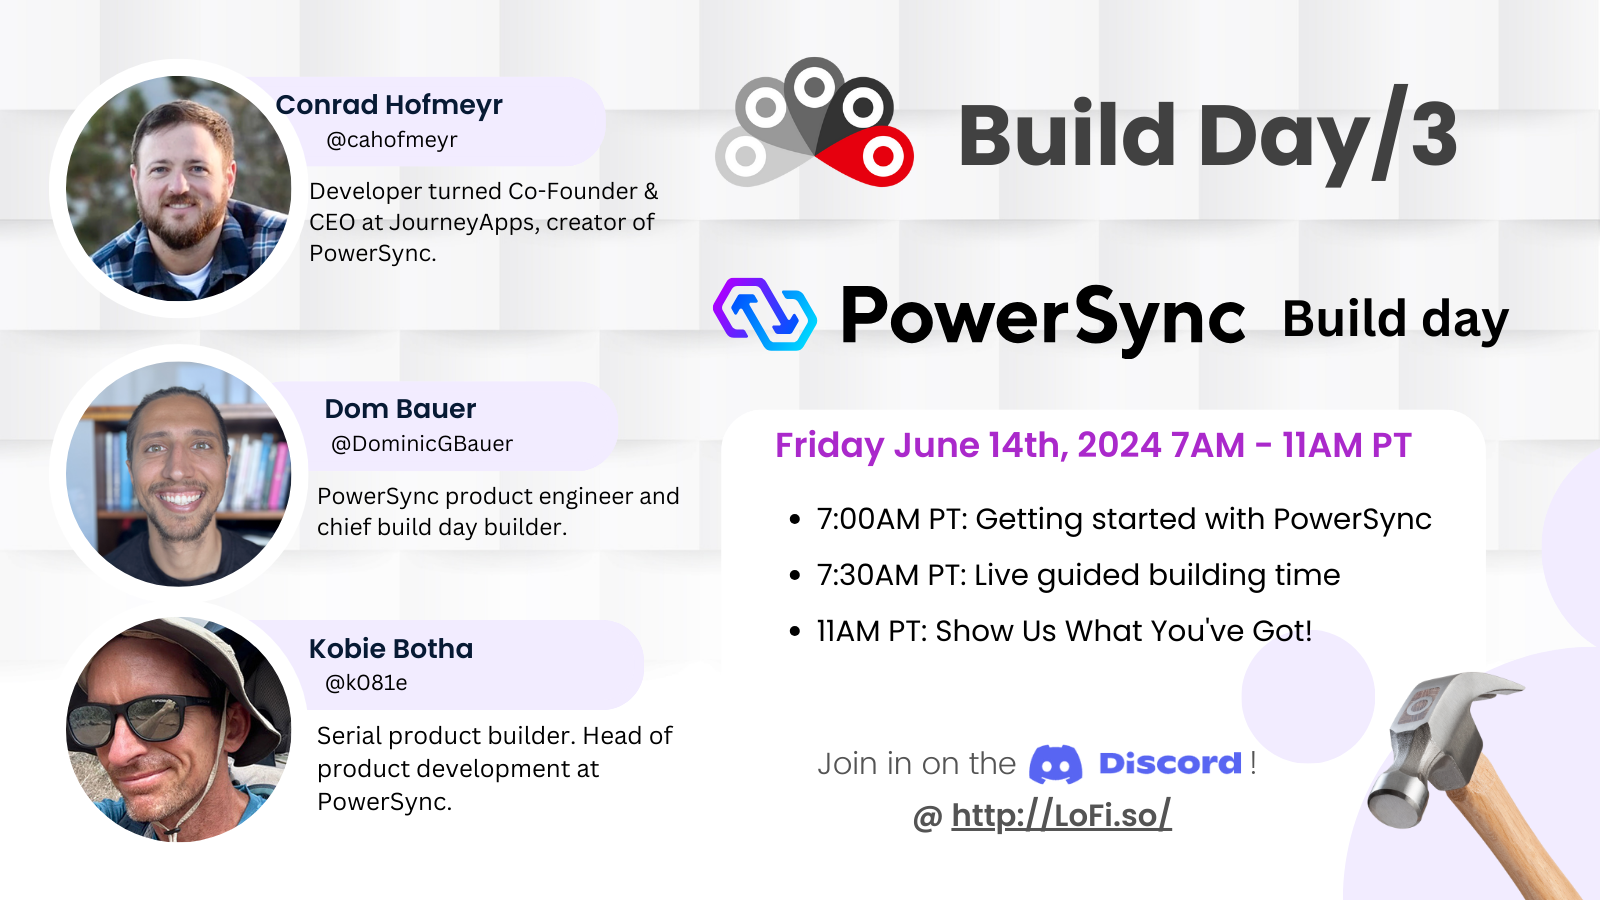 Conrad Hofmeyr
@cahofmeyr
Developer turned Co-Founder &
CEO at JourneyApps, creator of
PowerSync.
Dom Bauer
@DominicGBauer
PowerSync product engineer and
chief build day builder.
Kobie Botha
@k081e
Serial product builder. Head of
product development at
PowerSync.
Build Day/3
PowerSync Build day
Friday June 14th, 2024 7AM - 11AM PT
• 7:00AM PT: Getting started with PowerSync
• 7:30AM PT: Live guided building time
• 11AM PT: Show Us What You've Got!
Join in on the Discord!
@ http://LoFi.so/